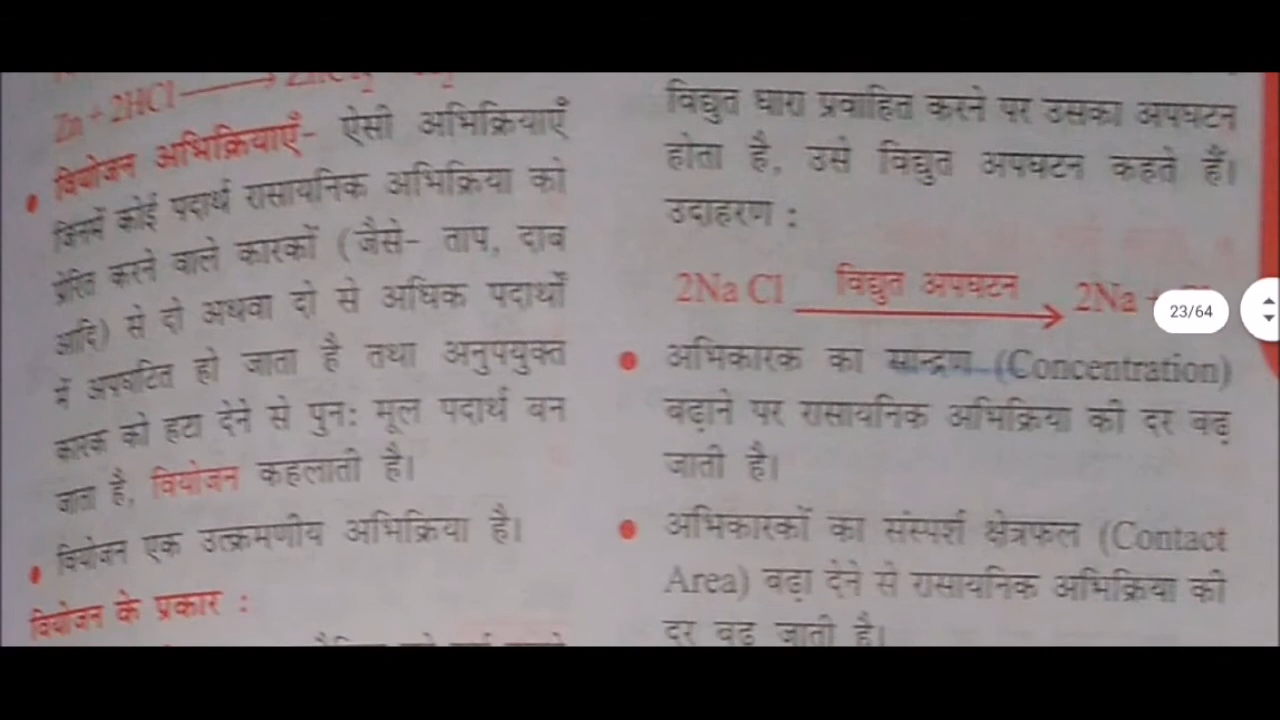 Zn + 2HCl
वियोजन अभिक्रियाएँ- ऐसी अभिक्रियाएँ
जिनमें कोई पदार्थ रासायनिक अभिक्रिया को
प्रेरित करने वाले कारकों (जैसे- ताप, दाब
आदि) से दो अथवा दो से अधिक पदार्थों
में अपघटित हो जाता है तथा अनुपयुक्त
कारक को हटा देने से पुनः मूल पदार्थ बन
जाता है, वियोजन कहलाती है।
वियोजन एक उत्क्रमणीय अभिक्रिया है।
वियोजन के प्रकार :
विद्युत धारा प्रवाहित करने पर उसका अपघटन
होता है, उसे विद्युत अपघटन कहते हैं।
उदाहरण :
2Na Cl विद्युत अपघटन 2Na +
23/64
अभिकारक का सान्द्रण (Concentration)
बढ़ाने पर रासायनिक अभिक्रिया की दर बढ़
जाती है।
अभिकारकों का संस्पर्श क्षेत्रफल (Contact
Area) बढ़ा देने से रासायनिक अभिक्रिया की
दर बढ़ जाती है।